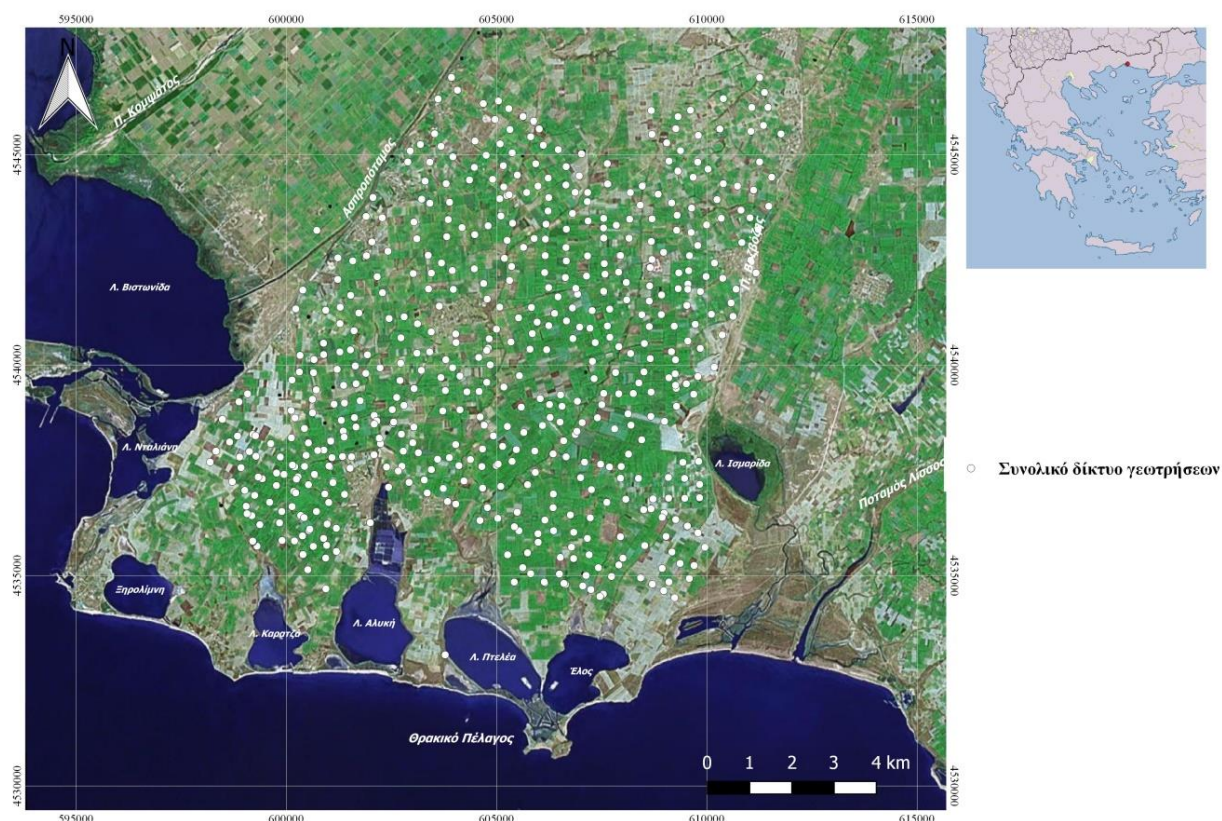 595000
600000
605000
610000
615000
N
Π. Κομψάτος
Ασπροπόταμος
4545000
4545000
Π. Βοσβόζης
Λ. Βιστωνίδα
4540000
4540000
Λ. Νταλιάνη
Λ. Ισμαρίδα
Ποταμός Λίσσος
Συνολικό δίκτυο γεωτρήσεων
4535000
4535000
Ξηρολίμνη
Λ. Καρατζά
Λ. Αλυκή
Λ. Πτελέα
Έλος
Θρακικό Πέλαγος
0 1 2 3 4 km
4530000
4530000
595000
600000
605000
610000
615000